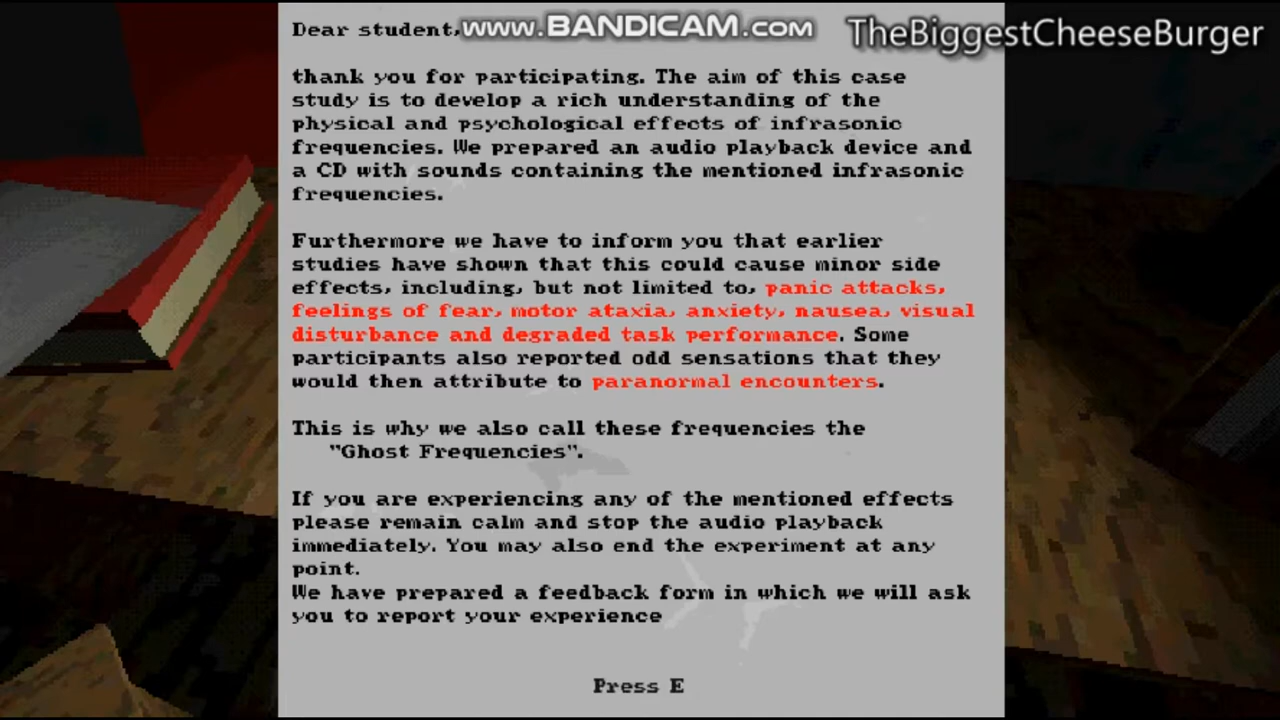 Dear student,
www.BANDICAM.com
TheBiggestCheeseBurger
thank you for participating. The aim of this case
study is to develop a rich understanding of the
physical and psychological effects of infrasonic
frequencies. We prepared an audio playback device and
a CD with sounds containing the mentioned infrasonic
frequencies.
Furthermore we have to inform you that earlier
studies have shown that this could cause minor side
effects, including, but not limited to, panic attacks,
feelings of fear, motor ataxia, anxiety, nausea, visual
disturbance and degraded task performance. Some
participants also reported odd sensations that they
would then attribute to paranormal encounters.
This is why we also call these frequencies the
"Ghost Frequencies".
If you are experiencing any of the mentioned effects
please remain calm and stop the audio playback
immediately. You may also end the experiment at any
point.
We have prepared a feedback form in which we will ask
you to report your experience
Press E